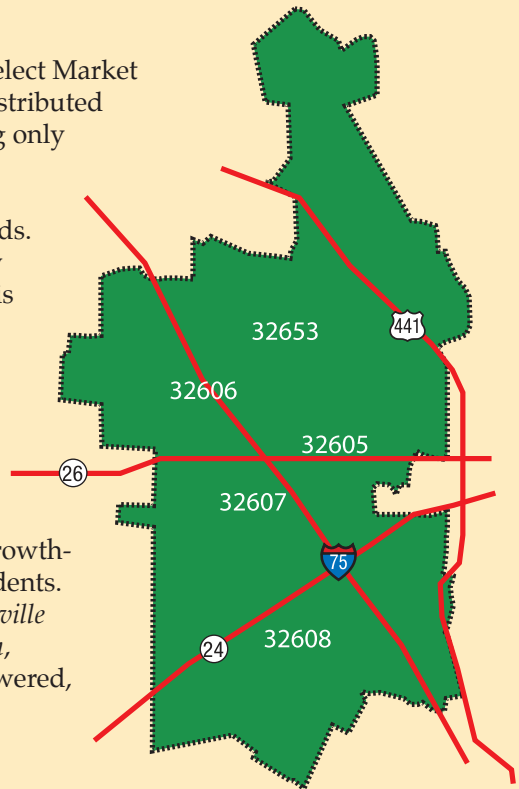 elect Market
stributed
g only
ds.
s
rowth-
dents.
ville
wered,
441
32653
32606
32605
26
32607
75
32608
24